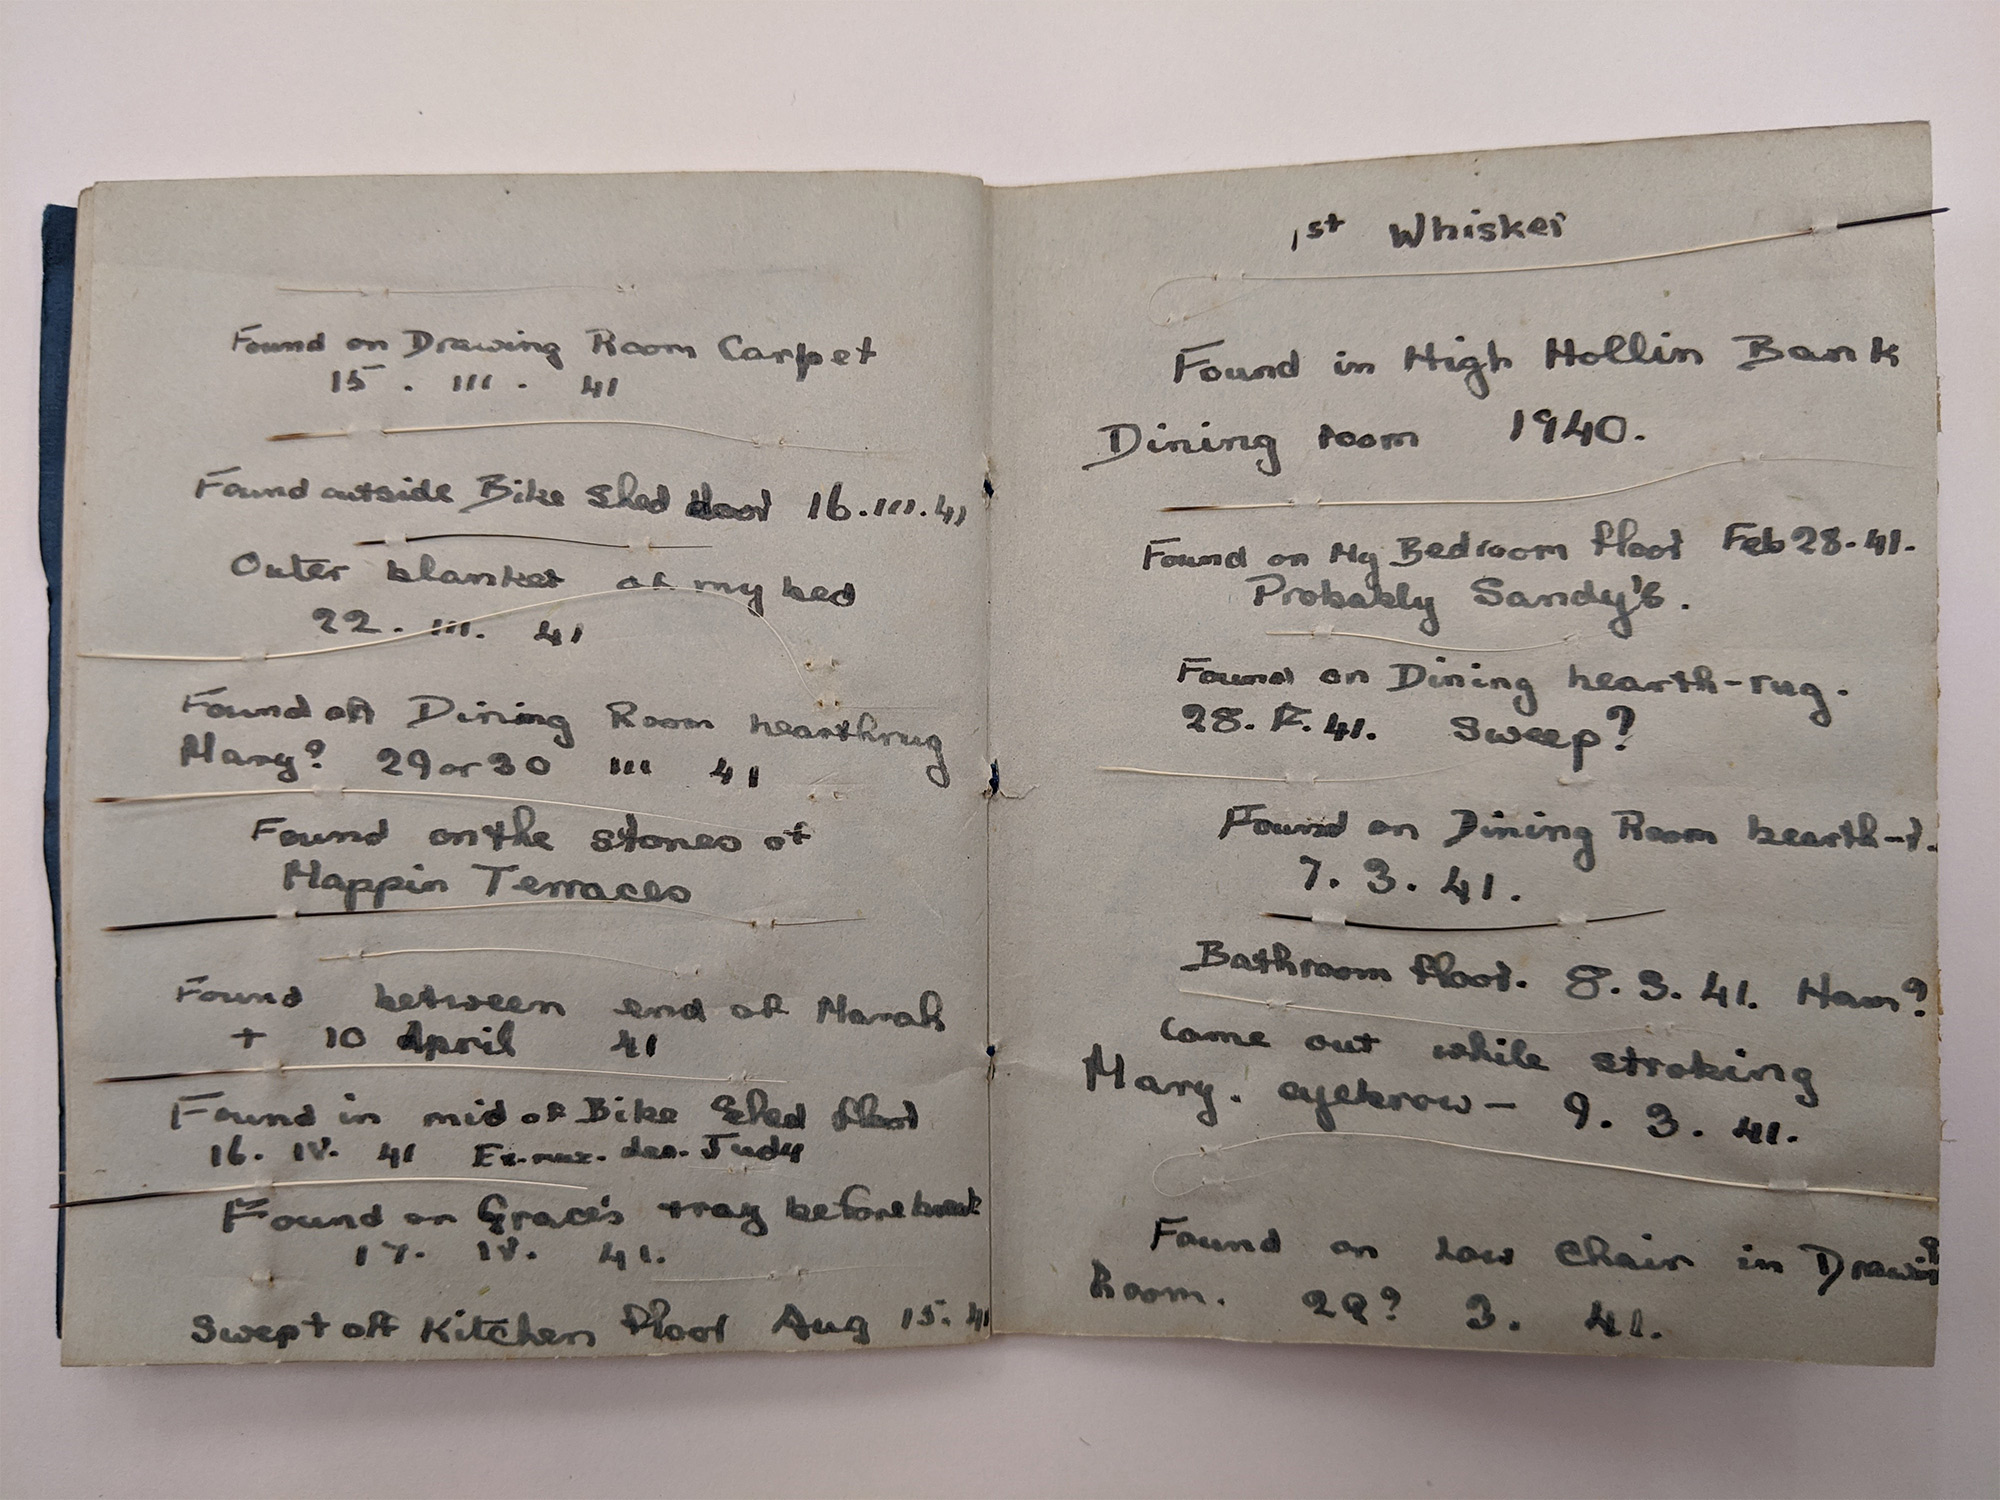 Found on Drawing Room Carpet
15. III. 41
Found outside Bike Shed door 16.III.41
Outer blanket of my bed
22. III. 41
Found on Dining Room hearthrug
Mary? 29 or 30 III 41
Found on the stones of
Mappin Terraces
Found between end of March
+ 10 April 41
Found in mid of Bike Shed floor
16. IV. 41 Judy
Found on Grace's tray before break
17. IV. 41.
Swept off Kitchen floor Aug 15. 41
1st Whisker
Found in High Hollin Bank
Dining room 1940.
Found on My Bedroom floor Feb 28. 41.
Probably Sandy's.
Found on Dining hearth-rug.
28. 41. Sweep?
Found on Dining Room hearth-r.
7. 3. 41.
Bathroom floor. 8. 3. 41. Ham?
Came out while stroking
Mary. eyebrow - 9. 3. 41.
Found on Low Chair in
Room. 3. 41.